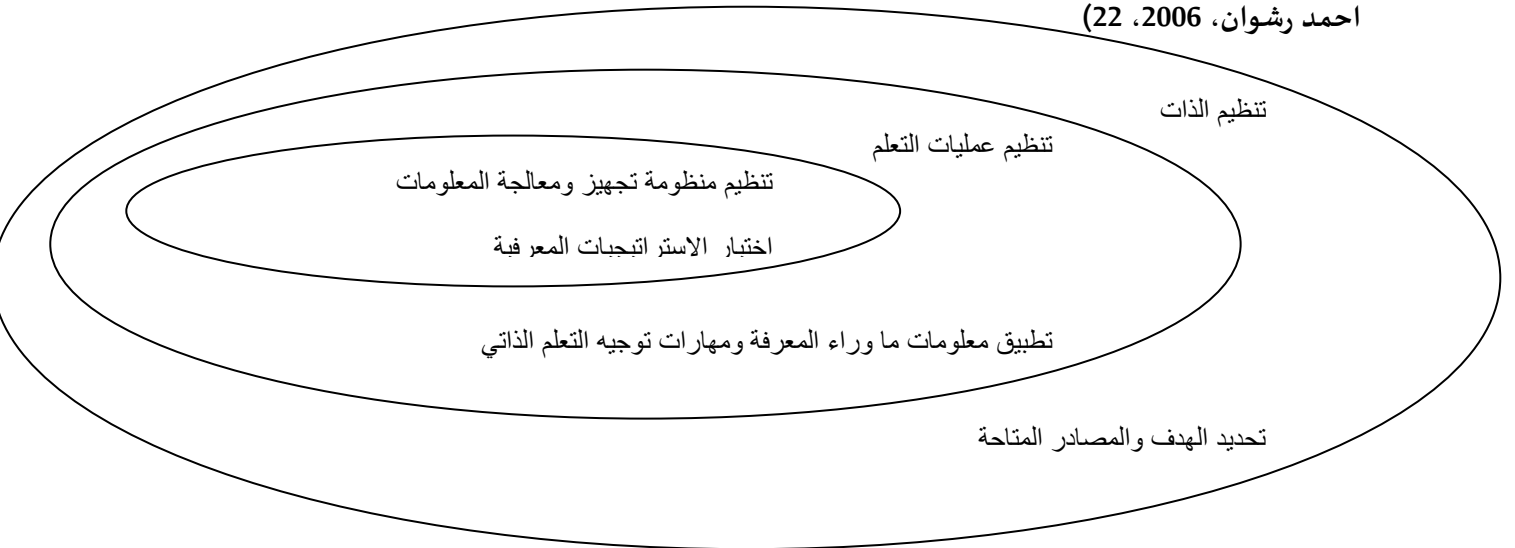 احمد رشوان، 2006، 22)
تنظيم الذات
تنظيم عمليات التعلم
تنظيم منظومة تجهيز ومعالجة المعلومات
اختيار الاستراتيجيات المعرفية
تطبيق معلومات ما وراء المعرفة ومهارات توجيه التعلم الذاتي
تحديد الهدف والمصادر المتاحة